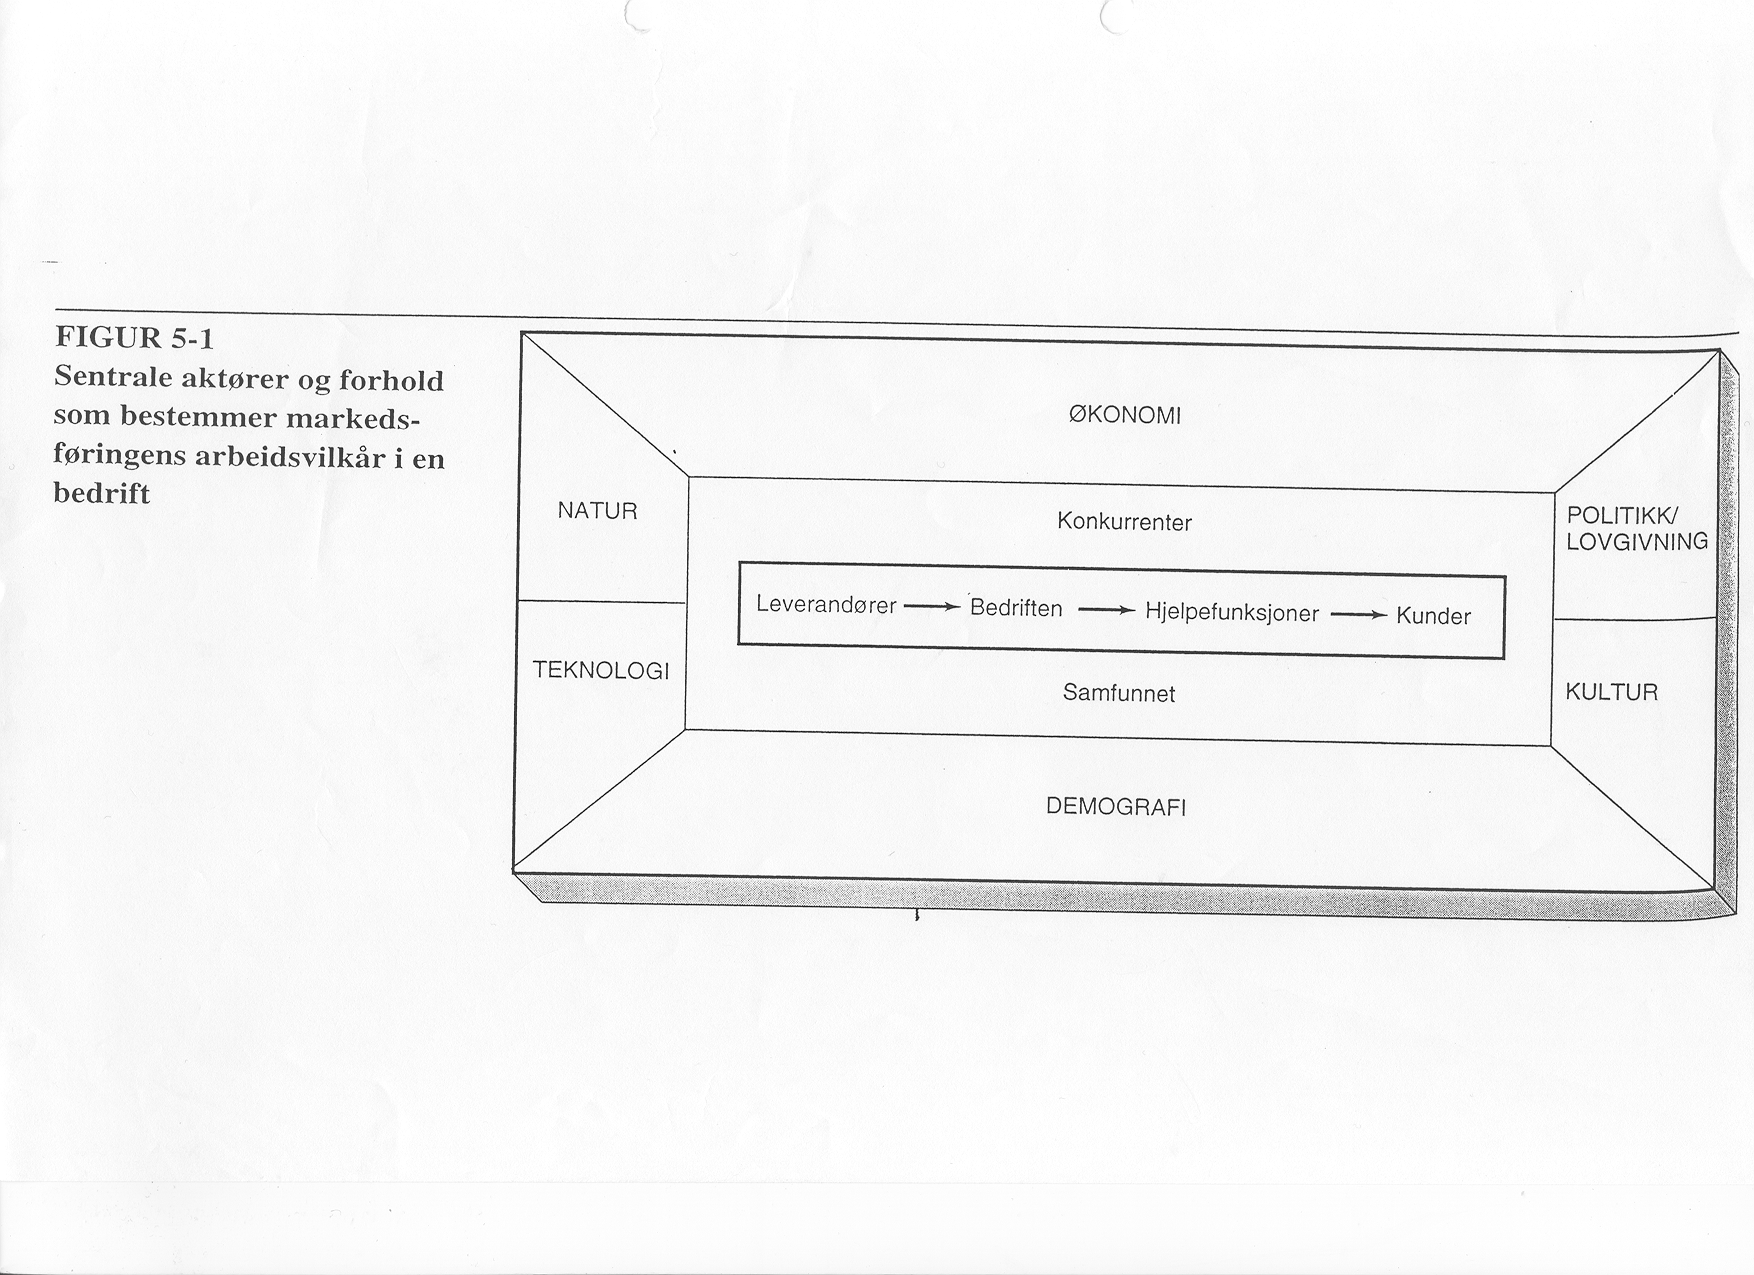 FIGUR 5-1
Sentrale aktører og forhold
som bestemmer markeds-
føringens arbeidsvilkår i en
bedrift
ØKONOMI
NATUR
Konkurrenter
POLITIKK/
LOVGIVNING
Leverandører Bedriften Hjelpefunksjoner Kunder
TEKNOLOGI
Samfunnet
KULTUR
DEMOGRAFI